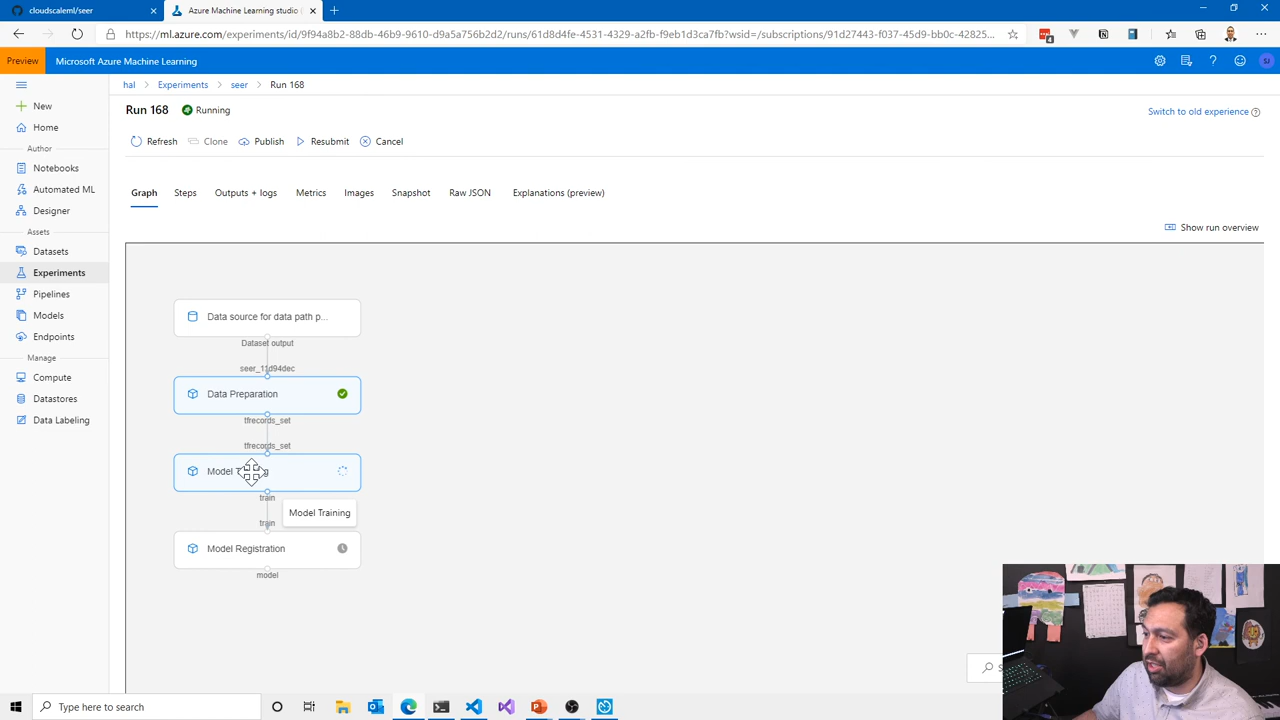 cloudscaleml/seer
Azure Machine Learning studio (
https://ml.azure.com/experiments/id/9f94a8b2-88db-46b9-9610-d9a5a756b2d2/runs/61d8d4fe-4531-4329-a2fb-f9eb1d3ca7fb?wsid=/subscriptions/91d27443-f037-45d9-bb0c-42825...
4
Preview
Microsoft Azure Machine Learning
SJ
hal > Experiments > seer > Run 168
New
Run 168 Running
Switch to old experience
Home
Refresh Clone Publish Resubmit Cancel
Author
Notebooks
Automated ML
Designer
Graph Steps Outputs + logs Metrics Images Snapshot Raw JSON Explanations (preview)
Assets
Show run overview
Datasets
Experiments
Pipelines
Models
Endpoints
Manage
Compute
Datastores
Data Labeling
Data source for data path p...
Dataset output
seer_11d94dec
Data Preparation
tfrecords_set
tfrecords_set
Model
train
Model Training
train
Model Registration
model
Type here to search